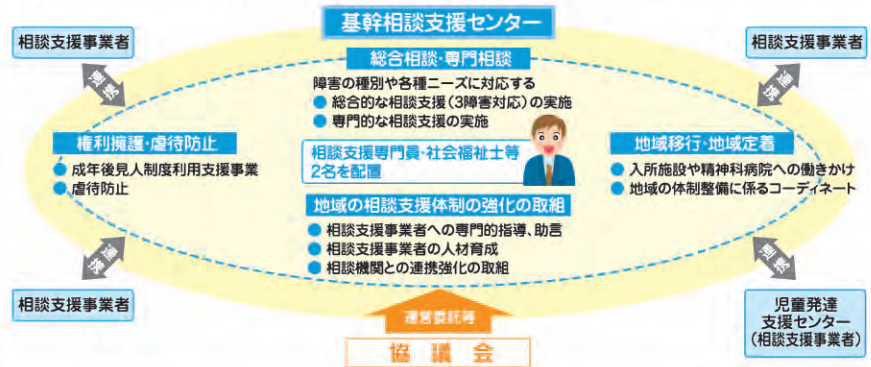 基幹相談支援センター
相談支援事業者
相談支援事業者
連携
連携
総合相談・専門相談
障害の種別や各種ニーズに対応する
● 総合的な相談支援（3障害対応）の実施
● 専門的な相談支援の実施
権利擁護・虐待防止
● 成年後見人制度利用支援事業
● 虐待防止
相談支援専門員・社会福祉士等
2名を配置
地域移行・地域定着
● 入所施設や精神科病院への働きかけ
● 地域の体制整備に係るコーディネート
地域の相談支援体制の強化の取組
● 相談支援事業者への専門的指導、助言
● 相談支援事業者の人材育成
● 相談機関との連携強化の取組
連携
連携
相談支援事業者
児童発達
支援センター
（相談支援事業者）
運営委託等
協議会